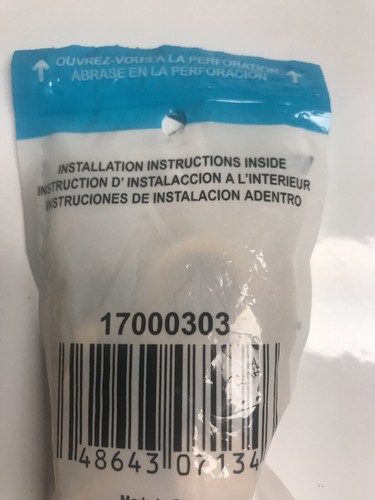 OUVREZ-VOUS A LA PERFORATION
ABRASE EN LA PERFORACION
INSTALLATION INSTRUCTIONS INSIDE
INSTRUCTION D' INSTALACCION A L'INTERIEUR
INSTRUCIONES DE INSTALACION ADENTRO
17000303
48643 07134